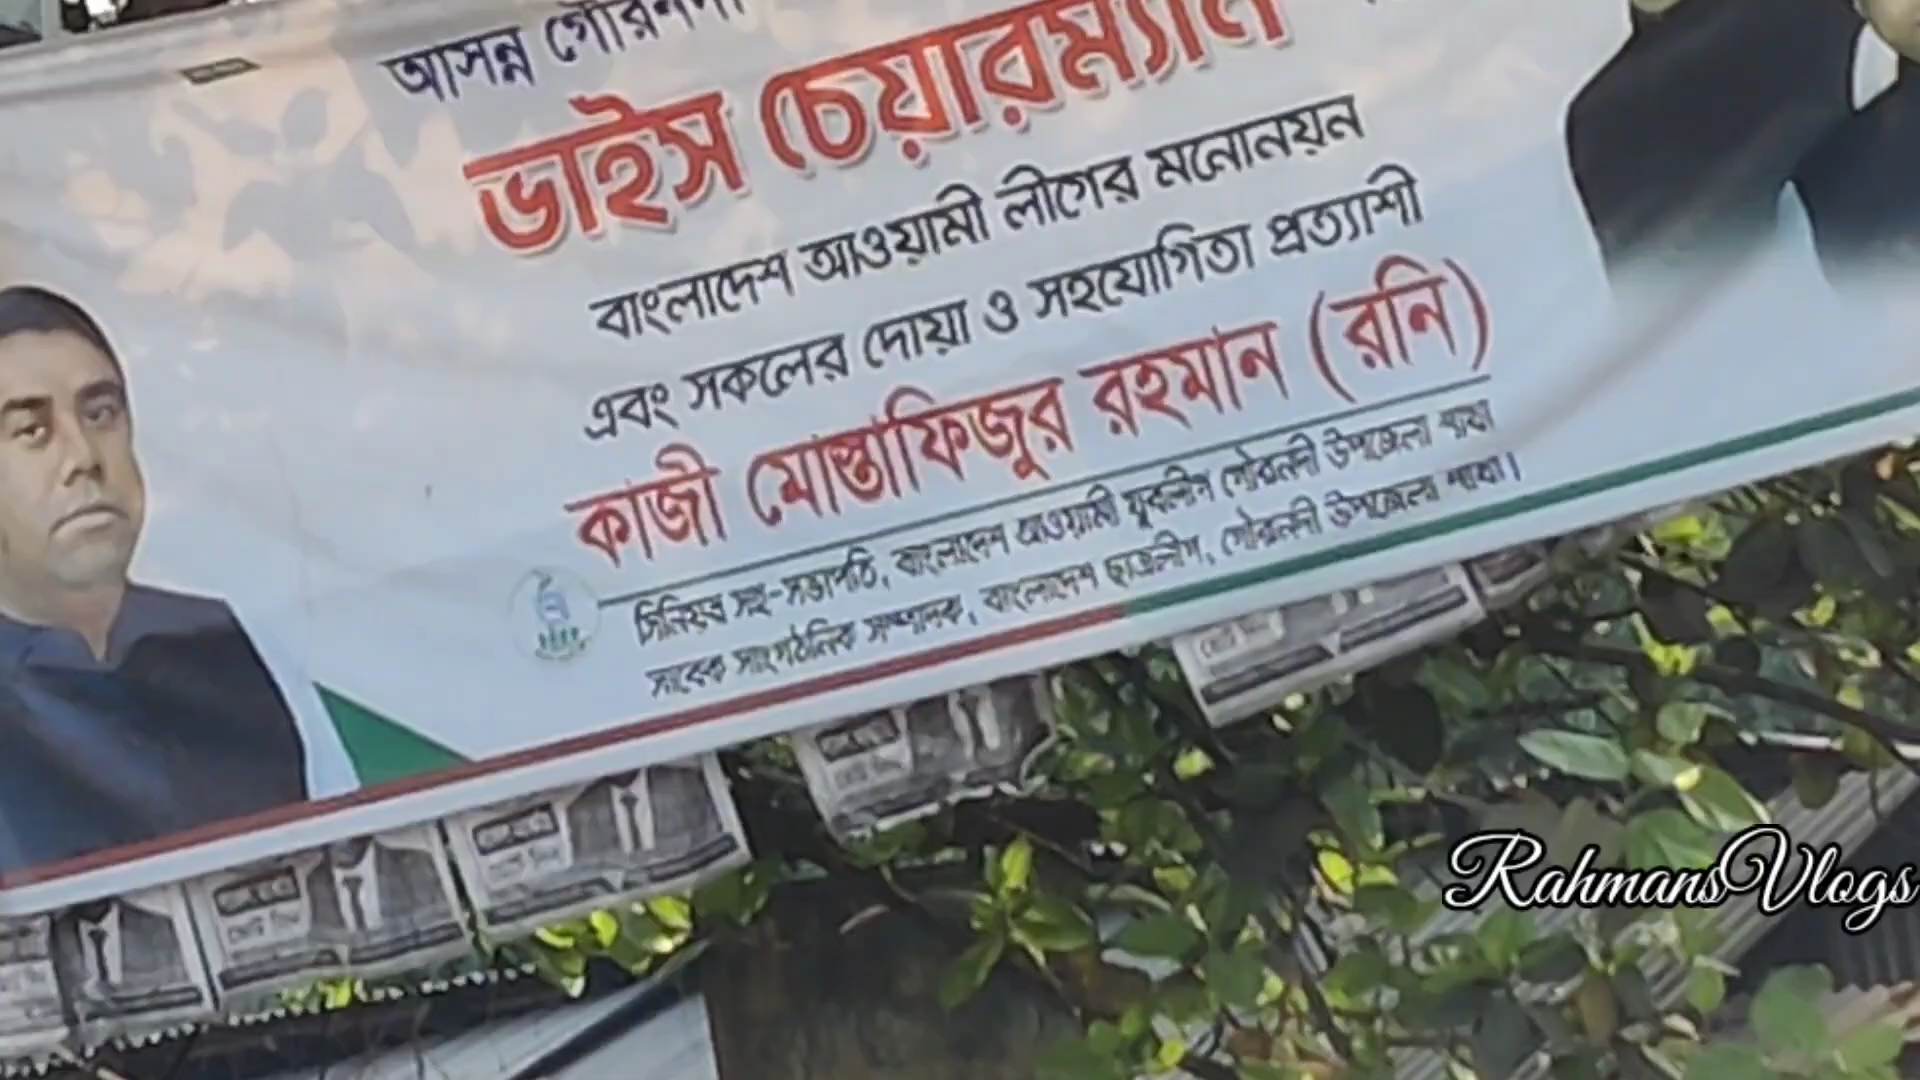 আসন্ন গৌরনদী
ভাইস চেয়ারম্যান
বাংলাদেশ আওয়ামী লীগের মনোনয়ন
এবং সকলের দোয়া ও সহযোগিতা প্রত্যাশী
কাজী মোস্তাফিজুর রহমান (রনি)
সিনিয়র সহ-সভাপতি, বাংলাদেশ আওয়ামী যুবলীগ গৌরনদী উপজেলা শাখা
সাবেক সাংগঠনিক সম্পাদক, বাংলাদেশ ছাত্রলীগ, গৌরনদী উপজেলা শাখা।
RahmansVlogs